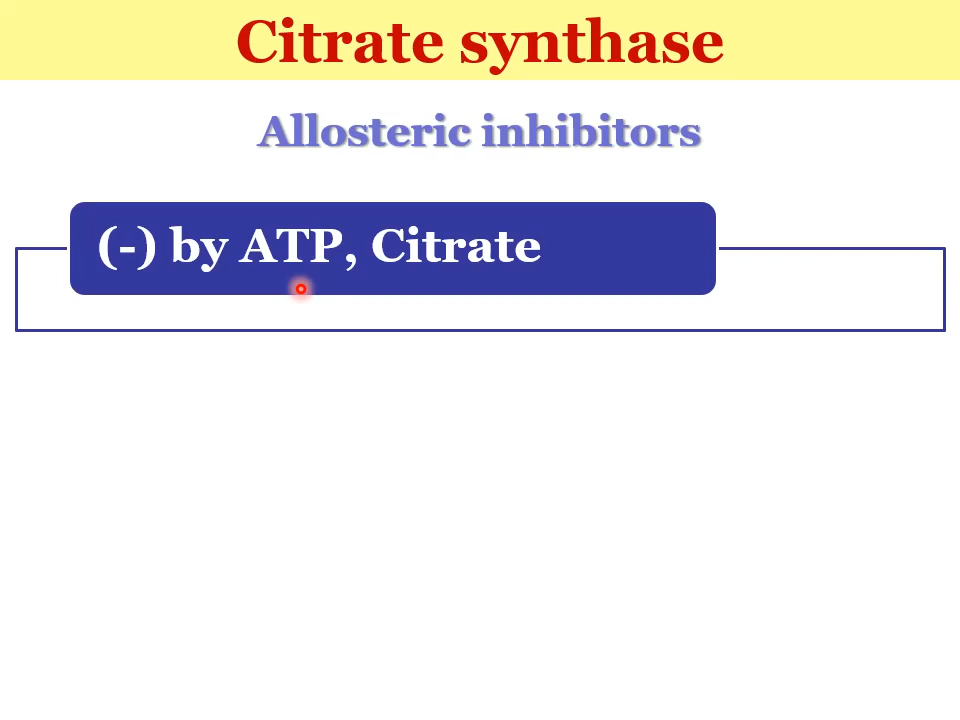 Citrate synthase
Allosteric inhibitors
(-) by ATP, Citrate